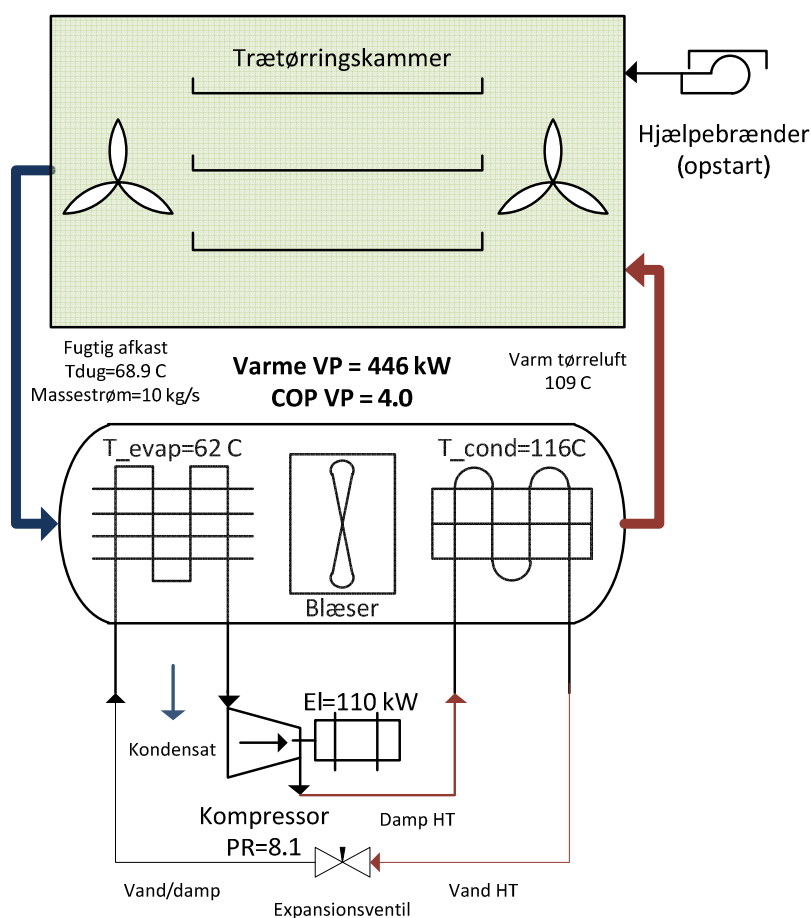 Trætørringskammer
Hjælpebrænder
(opstart)
Fugtig afkast
Tdug=68.9 C
Massestrøm=10 kg/s
Varme VP = 446 kW
COP VP = 4.0
Varm tørreluft
109 C
T_evap=62 C
T_cond=116C
Blæser
El=110 kW
Kondensat
Kompressor
PR=8.1
Damp HT
Vand/damp
Vand HT
Expansionsventil